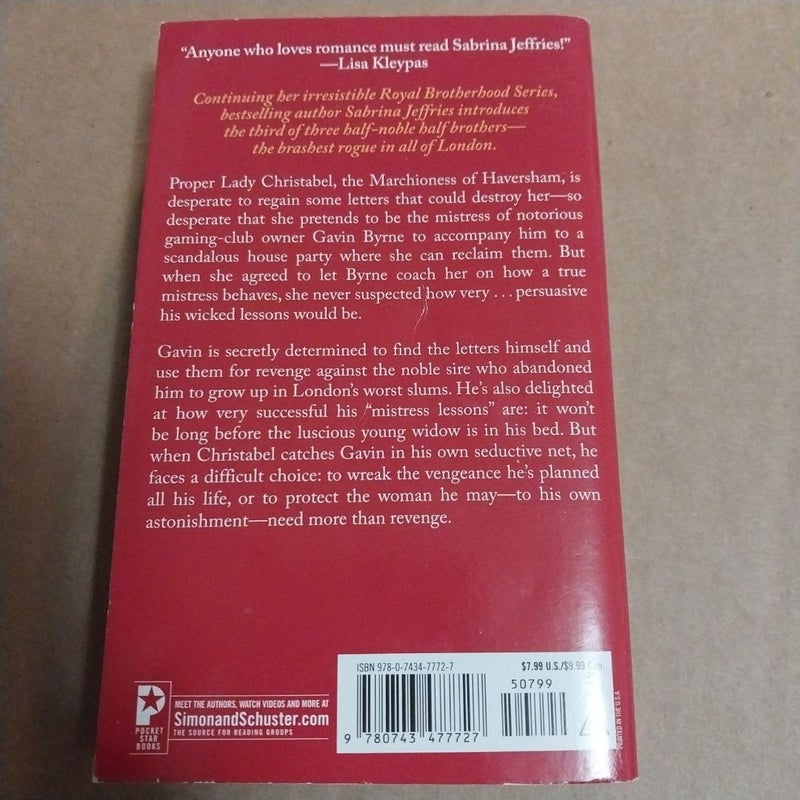 “Anyone who loves romance must read Sabrina Jeffries!”
—Lisa Kleypas
Continuing her irresistible Royal Brotherhood Series,
bestselling author Sabrina Jeffries introduces
the third of three half-noble half brothers—
the brashest rogue in all of London.
Proper Lady Christabel, the Marchioness of Haversham, is
desperate to regain some letters that could destroy her—so
desperate that she pretends to be the mistress of notorious
gaming-club owner Gavin Byrne to accompany him to a
scandalous house party where she can reclaim them. But
when she agreed to let Byrne coach her on how a true
mistress behaves, she never suspected how very . . . persuasive
his wicked lessons would be.
Gavin is secretly determined to find the letters himself and
use them for revenge against the noble sire who abandoned
him to grow up in London’s worst slums. He’s also delighted
at how very successful his “mistress lessons” are: it won’t
be long before the luscious young widow is in his bed. But
when Christabel catches Gavin in his own seductive net, he
faces a difficult choice: to wreak the vengeance he’s planned
all his life, or to protect the woman he may—to his own
astonishment—need more than revenge.
P
POCKET
STAR
BOOKS
MEET THE AUTHORS, WATCH VIDEOS AND MORE AT
SimonandSchuster.com
THE SOURCE FOR READING GROUPS
ISBN 978-0-7434-7772-7
$7.99 U.S./$9.99 Can.
50799
9 780743 477727
PRINTED IN THE U.S.A.